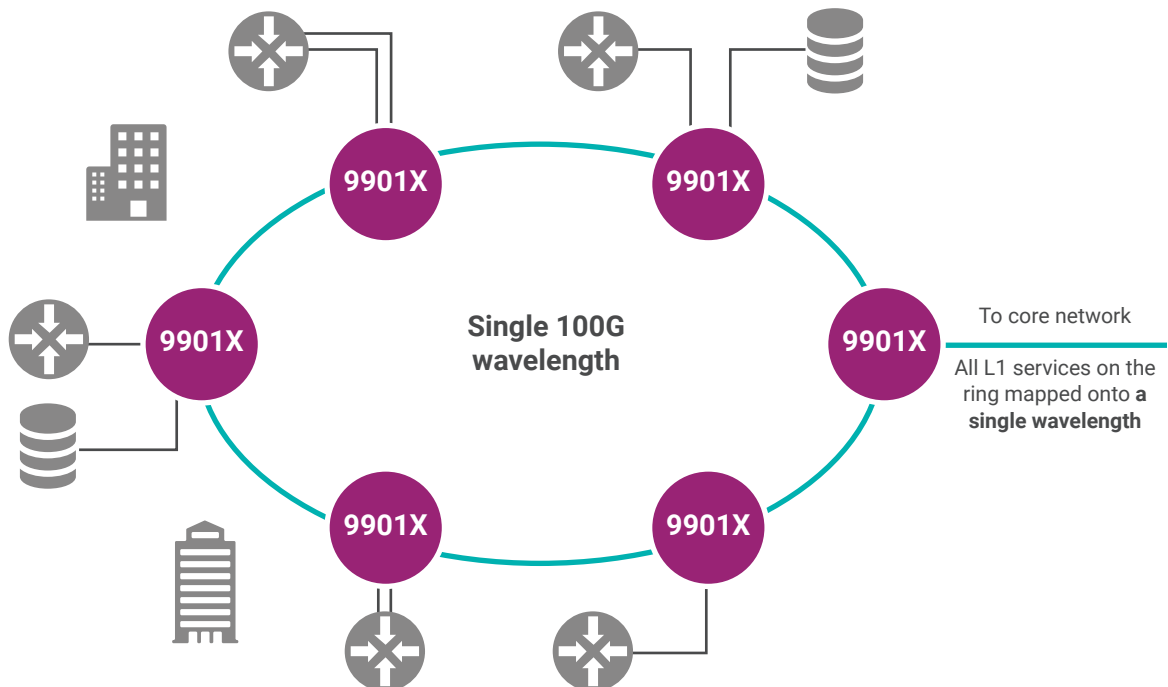 9901X
9901X
9901X
Single 100G
wavelength
9901X
To core network
All L1 services on the
ring mapped onto a
single wavelength
9901X
9901X